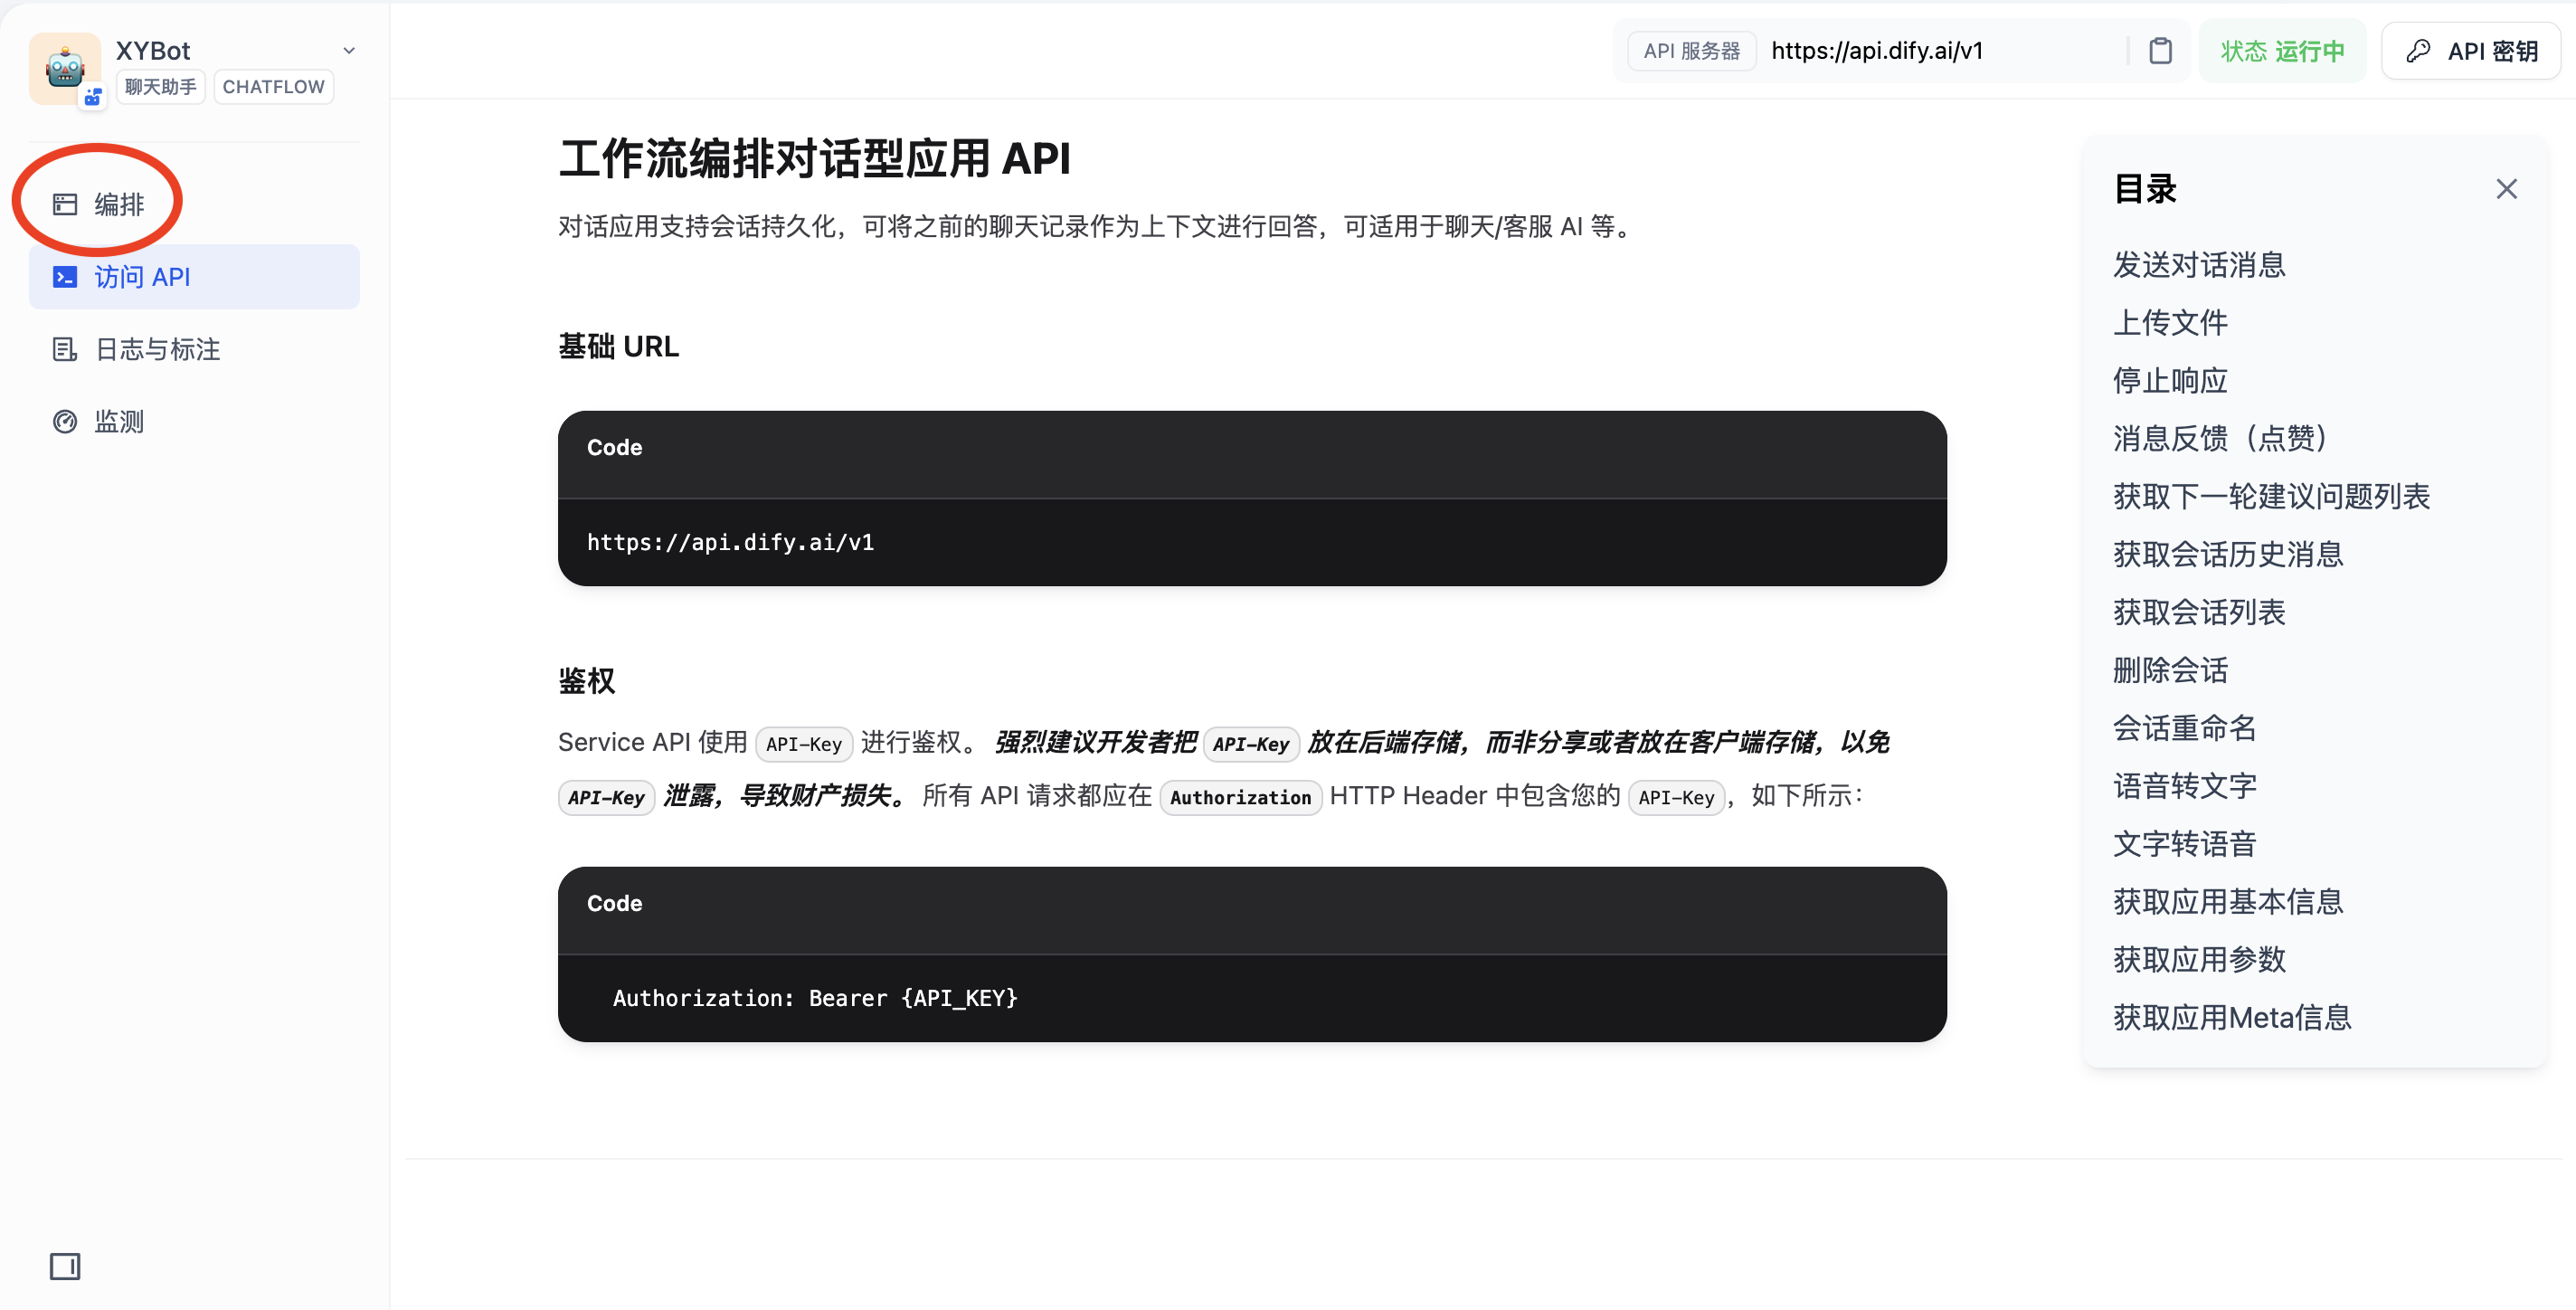 XYBot
聊天助手 CHATFLOW
编排
访问 API
日志与标注
监测
API 服务器 https://api.dify.ai/v1
状态 运行中
API 密钥
工作流编排对话型应用 API
对话应用支持会话持久化，可将之前的聊天记录作为上下文进行回答，可适用于聊天/客服 AI 等。
基础 URL
Code
https://api.dify.ai/v1
鉴权
Service API 使用 API-Key 进行鉴权。 强烈建议开发者把 API-Key 放在后端存储，而非分享或者放在客户端存储，以免
API-Key 泄露，导致财产损失。 所有 API 请求都应在 Authorization HTTP Header 中包含您的 API-Key，如下所示：
Code
Authorization: Bearer {API_KEY}
目录
发送对话消息
上传文件
停止响应
消息反馈（点赞）
获取下一轮建议问题列表
获取会话历史消息
获取会话列表
删除会话
会话重命名
语音转文字
文字转语音
获取应用基本信息
获取应用参数
获取应用Meta信息